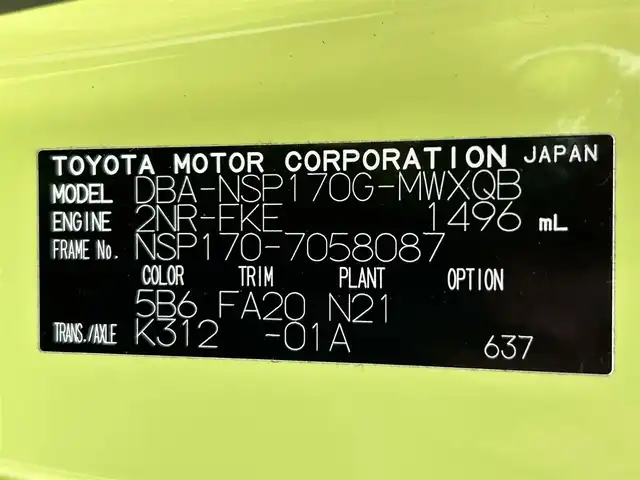 TOYOTA MOTOR CORPORATION JAPAN
MODEL DBA-NSP170G-MWXQB
ENGINE 2NR-FKE 1496 mL
FRAME No. NSP170-7058087
COLOR TRIM PLANT OPTION
5B6 FA20 N21
TRANS./AXLE K312 -01A 637